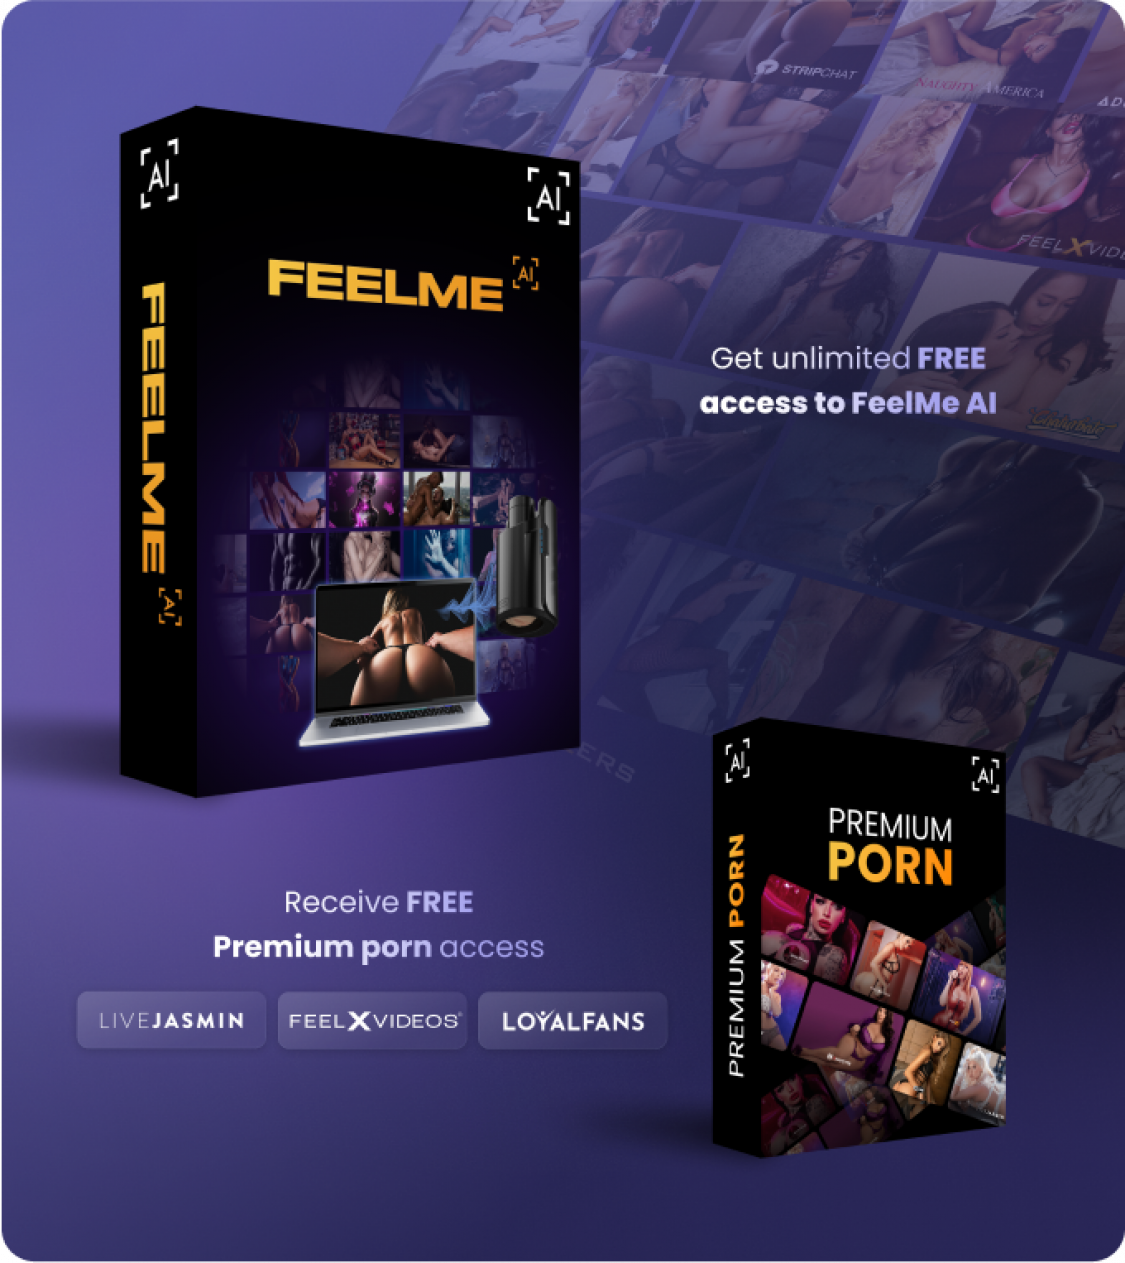 STRIPCHAT
NAUGHTY AMERICA
FEELXVIDE
AI
AI
FEELME AI
FEELME AI
Get unlimited FREE
access to FeelMe AI
Chaturbate
ERS
AI
AI
PREMIUM
PORN
PREMIUM PORN
Receive FREE
Premium porn access
LIVEJASMIN
FEELXVIDEOS®
LOYALFANS